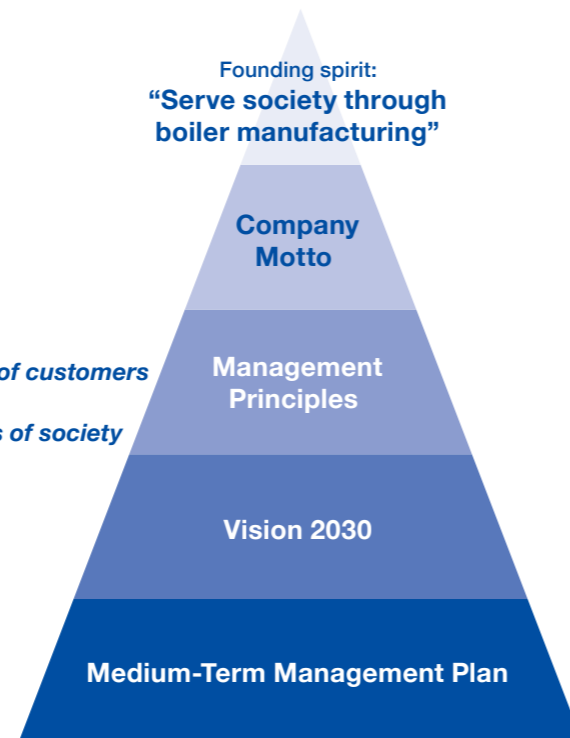 Founding spirit:
“Serve society through
boiler manufacturing”
Company
Motto
of customers
Management
Principles
of society
Vision 2030
Medium-Term Management Plan